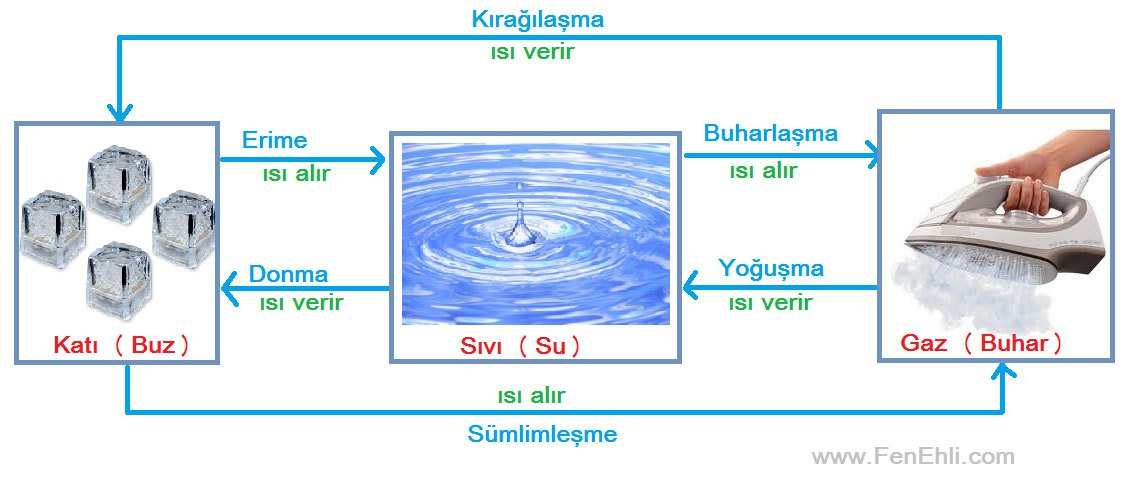 Kırağılaşma
ısı verir
Erime
ısı alır
Buharlaşma
ısı alır
Donma
ısı verir
Yoğuşma
ısı verir
Katı ( Buz )
Sıvı ( Su )
Gaz ( Buhar )
ısı alır
Sümlimleşme
www.FenEhli.com